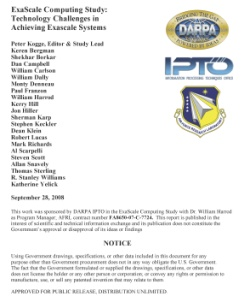 ExaScale Computing Study:
Technology Challenges in
Achieving Exascale Systems
Peter Kogge, Editor & Study Lead
Keren Bergman
Shekhar Borkar
Dan Campbell
William Carlson
William Dally
Monty Denneau
Paul Franzon
William Harrod
Kerry Hill
Jon Hiller
Sherman Karp
Stephen Keckler
Dean Klein
Robert Lucas
Mark Richards
Al Scarpelli
Steven Scott
Allan Snavely
Thomas Sterling
R. Stanley Williams
Katherine Yelick
September 28, 2008
This work was sponsored by DARPA IPTO in the ExaScale Computing Study with Dr. William Harrod
as Program Manager; AFRL contract number FA8650-07-C-7724. This report is published in the
interest of scientific and technical information exchange and its publication does not constitute the
Government's approval or disapproval of its ideas or findings
NOTICE
Using Government drawings, specifications, or other data included in this document for any
purpose other than Government procurement does not in any way obligate the U.S. Government.
The fact that the Government formulated or supplied the drawings, specifications, or other data
does not license the holder or any other person or corporation; or convey any rights or permission to
manufacture, use, or sell any patented invention that may relate to them.
APPROVED FOR PUBLIC RELEASE, DISTRIBUTION UNLIMITED
BRIDGING THE GAP
DARPA
POWERED BY IDEAS
IPTO
INFORMATION PROCESSING TECHNIQUES OFFICE